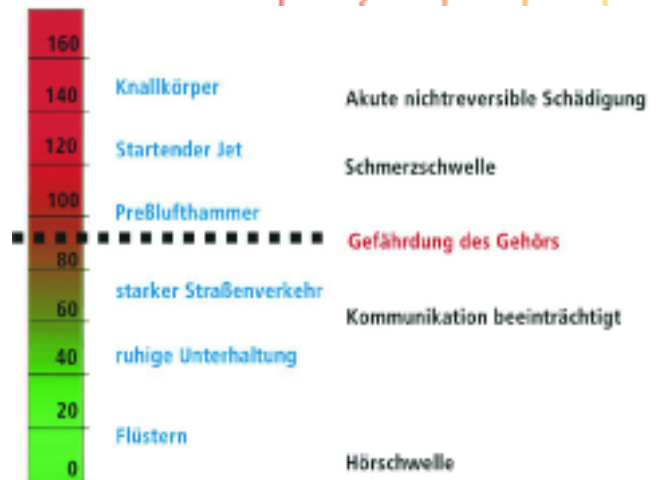 160
Knallkörper
140
Akute nichtreversible Schädigung
120
Startender Jet
Schmerzschwelle
100
Preßlufthammer
Gefährdung des Gehörs
80
starker Straßenverkehr
60
Kommunikation beeinträchtigt
40
ruhige Unterhaltung
20
Flüstern
0
Hörschwelle